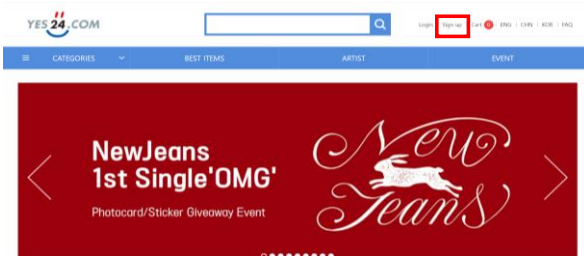 YES24.COM
Login Sign up Cart 0 ENG | CHN | KOR | FAQ
CATEGORIES BEST ITEMS ARTIST EVENT
NewJeans
1st Single'OMG'
Photocard/Sticker Giveaway Event
New
Jeans